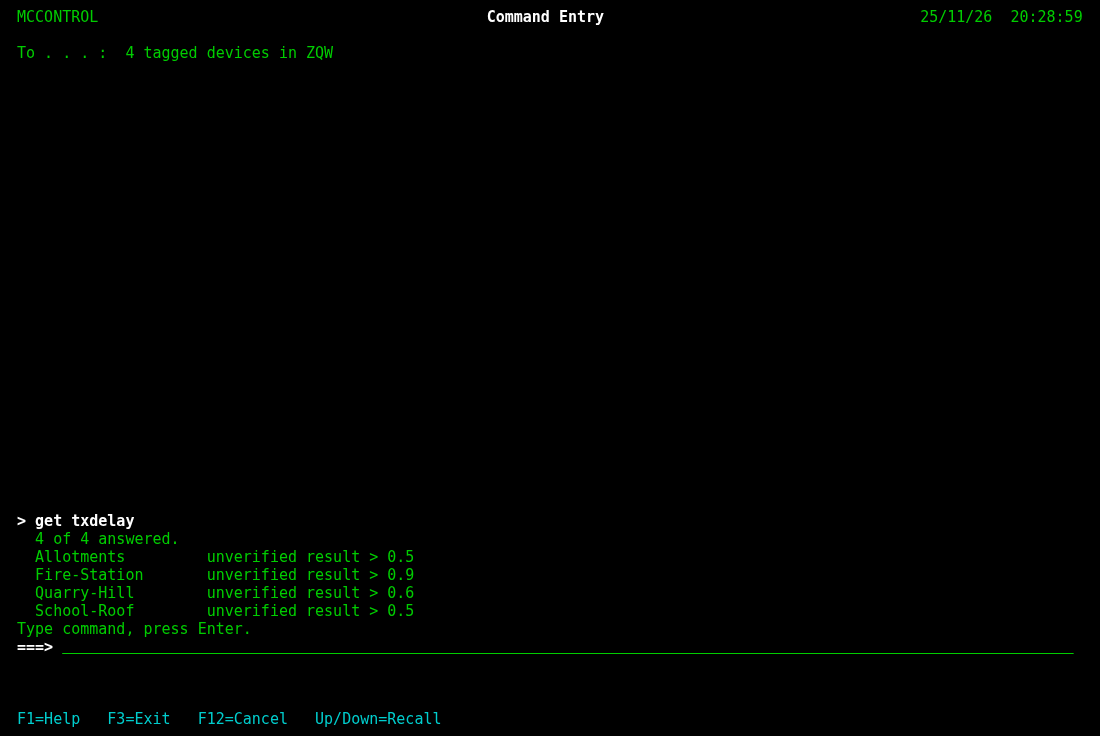 MCCONTROL Command Entry 25/11/26 20:28:59
To . . . : 4 tagged devices in ZQW
> get txdelay
4 of 4 answered.
Allotments unverified result > 0.5
Fire-Station unverified result > 0.9
Quarry-Hill unverified result > 0.6
School-Roof unverified result > 0.5
Type command, press Enter.
===>
F1=Help F3=Exit F12=Cancel Up/Down=Recall